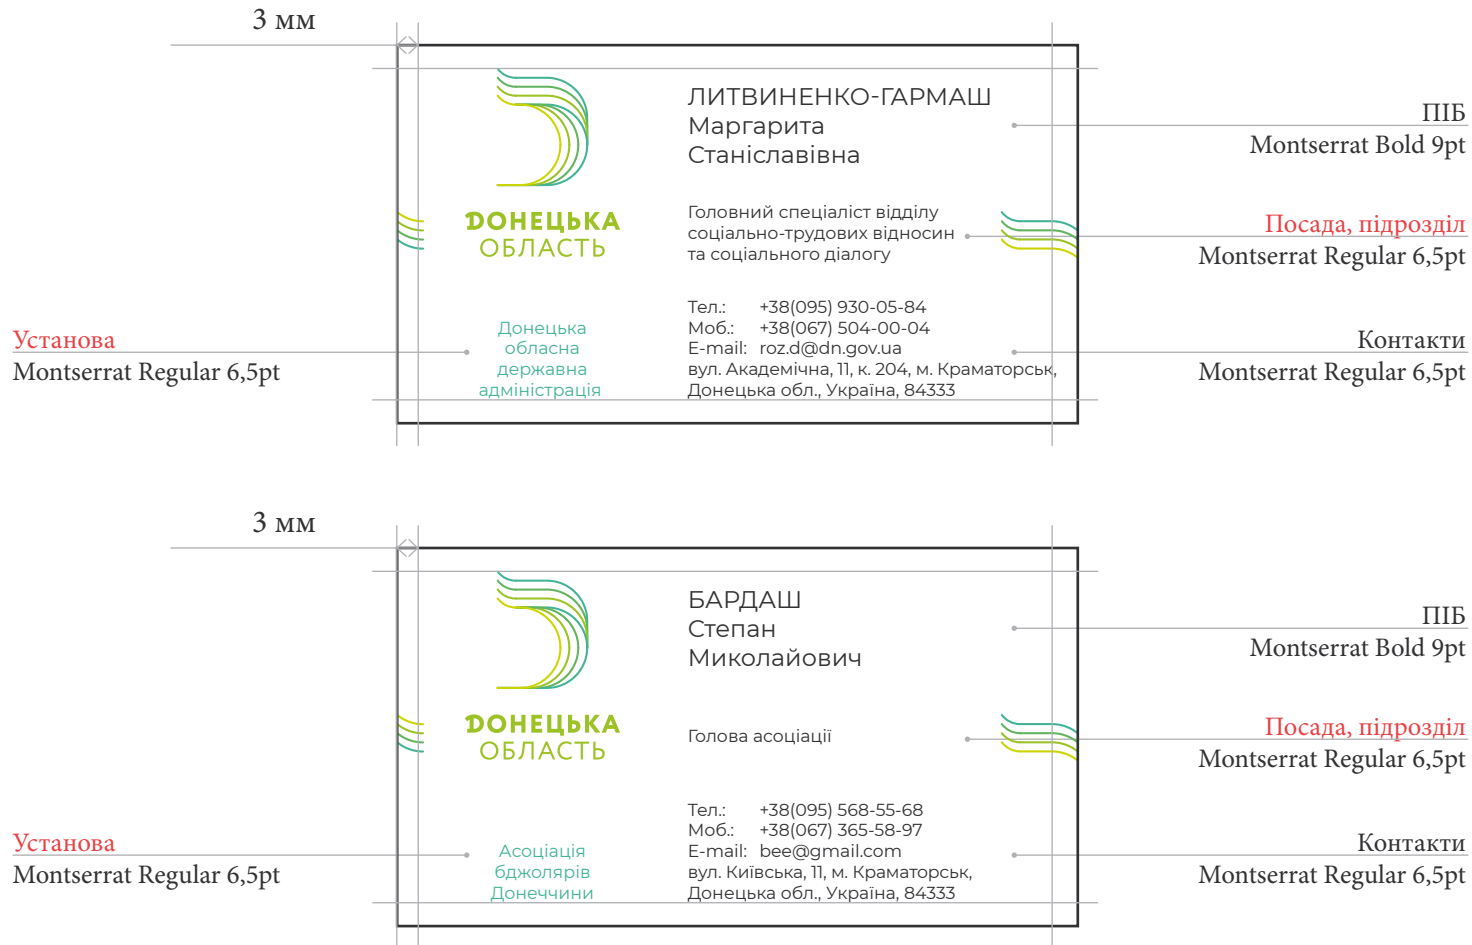 3 мм
ЛИТВИНЕНКО-ГАРМАШ
Маргарита
Станіславівна
ПІБ
Montserrat Bold 9pt
ДОНЕЦЬКА
ОБЛАСТЬ
Головний спеціаліст відділу
соціально-трудових відносин
та соціального діалогу
Посада, підрозділ
Montserrat Regular 6,5pt
Установа
Montserrat Regular 6,5pt
Донецька
обласна
державна
адміністрація
Тел.: +38(095) 930-05-84
Моб.: +38(067) 504-00-04
E-mail: roz.d@dn.gov.ua
вул. Академічна, 11, к. 204, м. Краматорськ,
Донецька обл., Україна, 84333
Контакти
Montserrat Regular 6,5pt
3 мм
БАРДАШ
Степан
Миколайович
ПІБ
Montserrat Bold 9pt
ДОНЕЦЬКА
ОБЛАСТЬ
Голова асоціації
Посада, підрозділ
Montserrat Regular 6,5pt
Установа
Montserrat Regular 6,5pt
Асоціація
бджолярів
Донеччини
Тел.: +38(095) 568-55-68
Моб.: +38(067) 365-58-97
E-mail: bee@gmail.com
вул. Київська, 11, м. Краматорськ,
Донецька обл., Україна, 84333
Контакти
Montserrat Regular 6,5pt